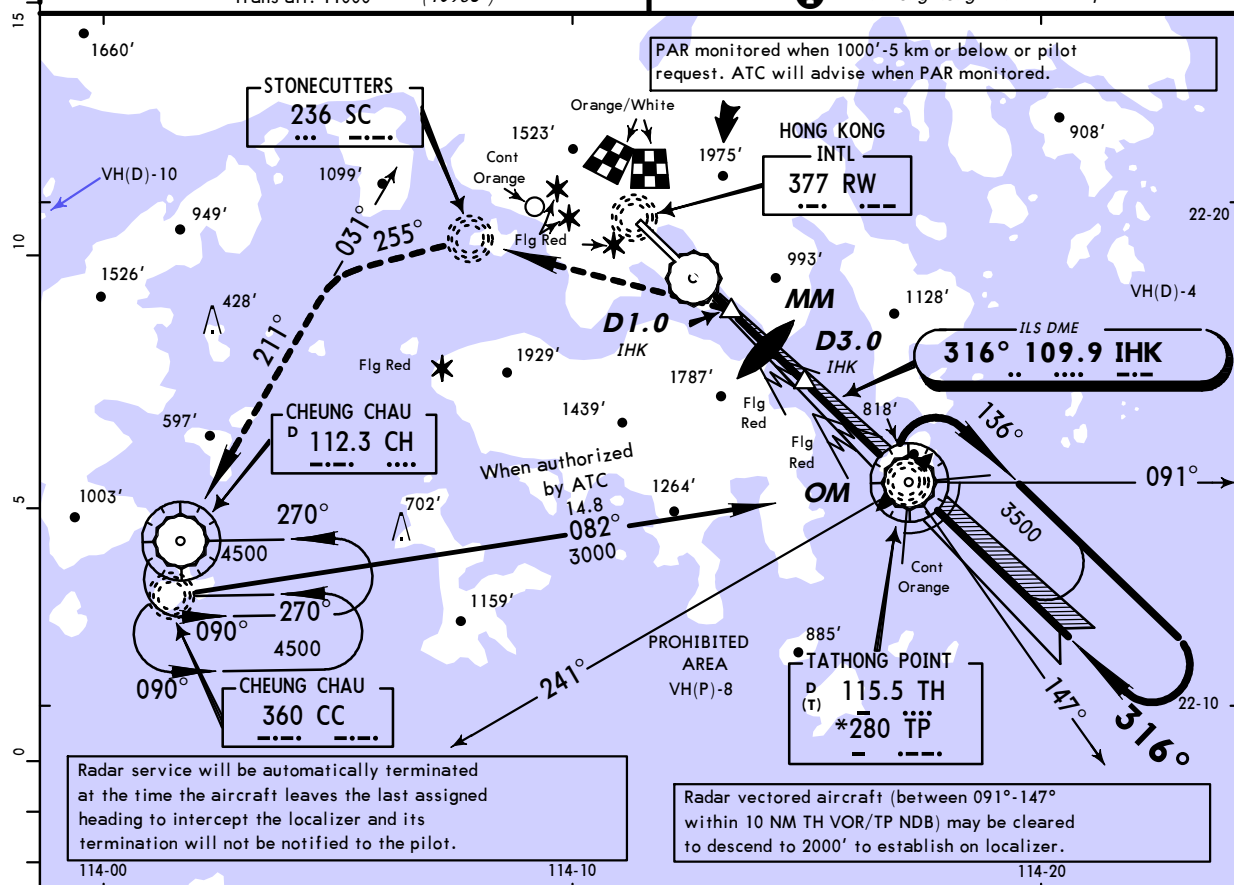 15
1660'
PAR monitored when 1000'-5 km or below or pilot
request. ATC will advise when PAR monitored.
STONECUTTERS
236 SC
Orange/White
1523'
Cont
Orange
1975'
908'
HONG KONG
INTL
377 RW
VH(D)-10
1099'
031°
255°
949'
Flg Red
22-20
10
1526'
428'
993'
MM
1128'
VH(D)-4
D1.0
IHK
D3.0
IHK
ILS DME
316° 109.9 IHK
211°
Flg Red
1929'
1787'
597'
CHEUNG CHAU
D 112.3 CH
1439'
Flg
Red
818'
136°
Flg
Red
When authorized
by ATC
14.8
082°
3000
1264'
OM
091°
5
1003'
702'
270°
4500
3500
Cont
Orange
270°
090°
4500
1159'
090°
CHEUNG CHAU
360 CC
241°
PROHIBITED
AREA
VH(P)-8
885'
TATHONG POINT
D
(T)
115.5 TH
*280 TP
147°
316°
22-10
0
Radar service will be automatically terminated
at the time the aircraft leaves the last assigned
heading to intercept the localizer and its
termination will not be notified to the pilot.
Radar vectored aircraft (between 091°-147°
within 10 NM TH VOR/TP NDB) may be cleared
to descend to 2000' to establish on localizer.
114-00
114-10
114-20